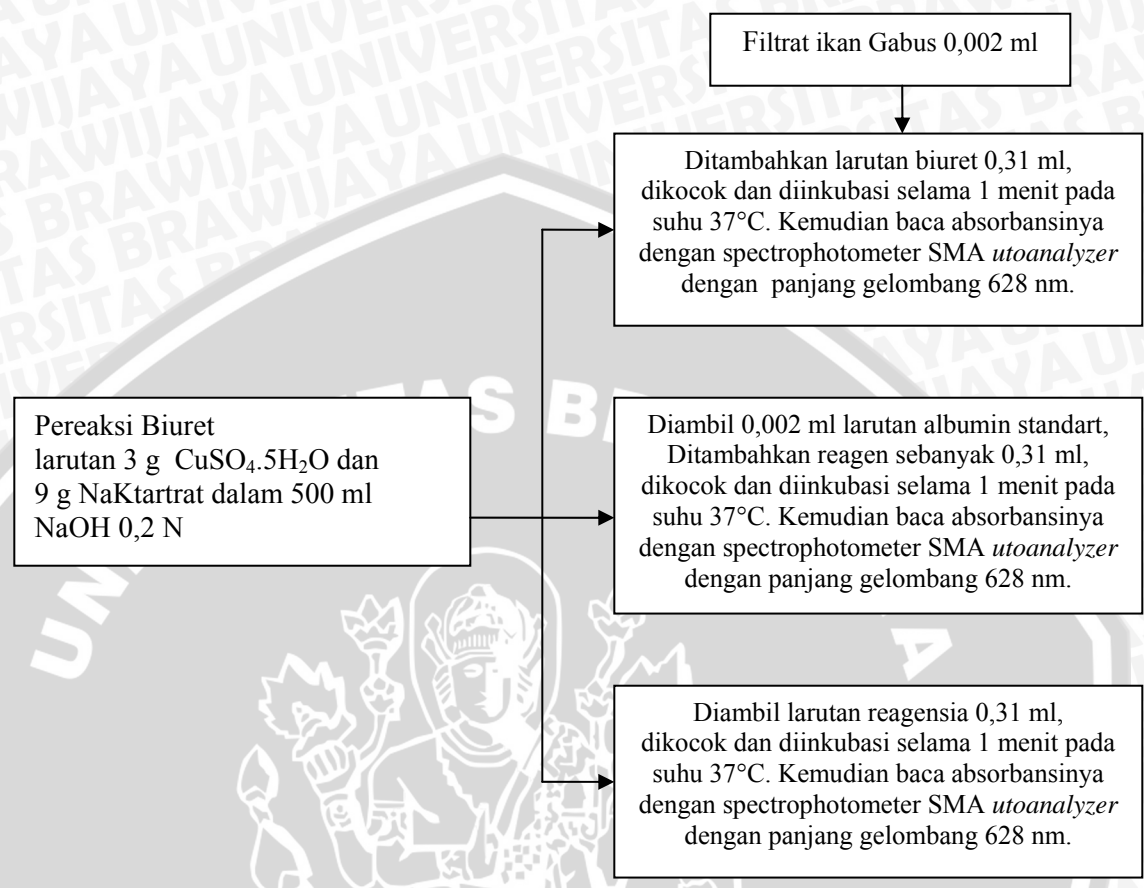 Filtrat ikan Gabus 0,002 ml
Ditambahkan larutan biuret 0,31 ml,
dikocok dan diinkubasi selama 1 menit pada
suhu 37°C. Kemudian baca absorbansinya
dengan spectrophotometer SMA utoanalyzer
dengan panjang gelombang 628 nm.
Pereaksi Biuret
larutan 3 g CuSO₄.5H₂O dan
9 g NaKtartrat dalam 500 ml
NaOH 0,2 N
Diambil 0,002 ml larutan albumin standart,
Ditambahkan reagen sebanyak 0,31 ml,
dikocok dan diinkubasi selama 1 menit pada
suhu 37°C. Kemudian baca absorbansinya
dengan spectrophotometer SMA utoanalyzer
dengan panjang gelombang 628 nm.
Diambil larutan reagensia 0,31 ml,
dikocok dan diinkubasi selama 1 menit pada
suhu 37°C. Kemudian baca absorbansinya
dengan spectrophotometer SMA utoanalyzer
dengan panjang gelombang 628 nm.